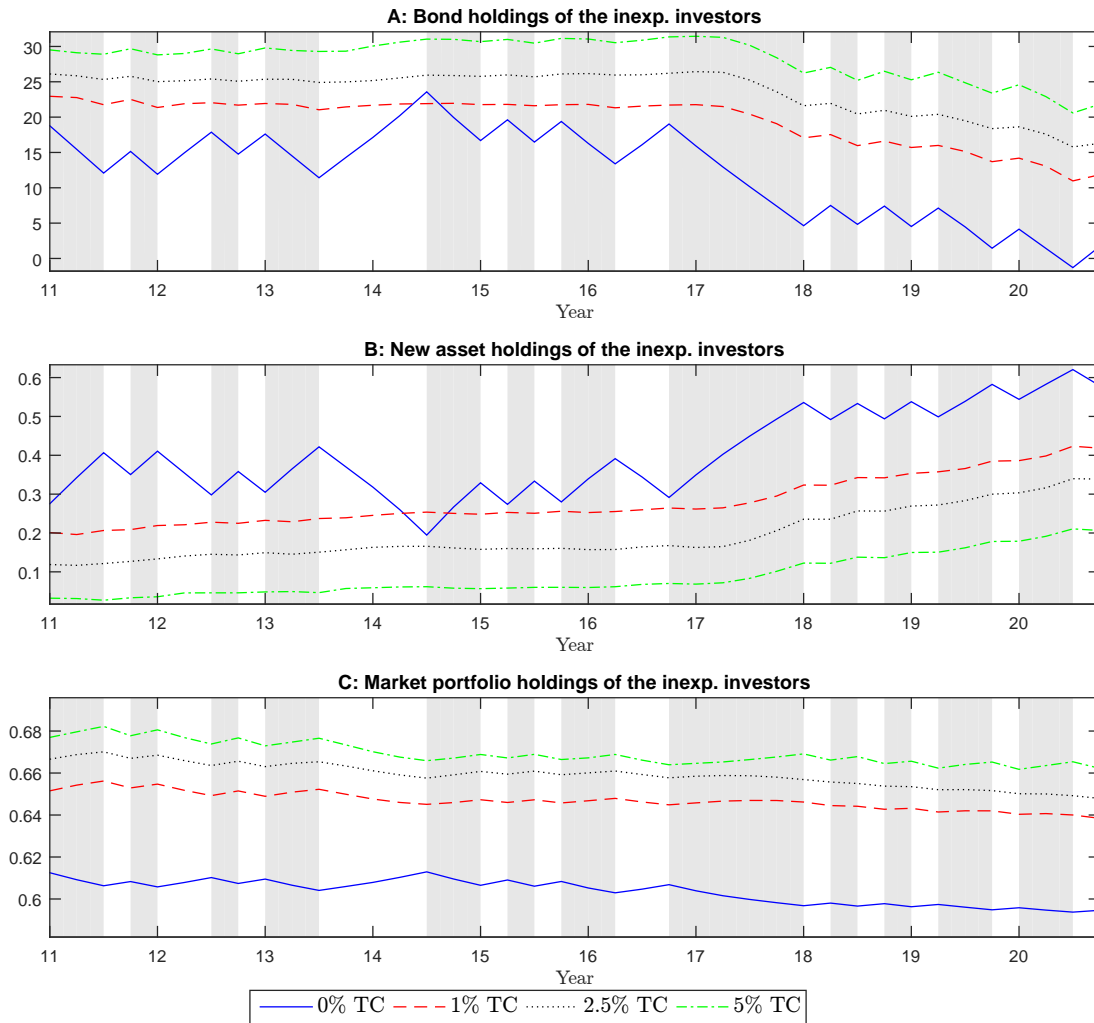 A: Bond holdings of the inexp. investors
30
25
20
15
10
5
0
11 12 13 14 15 16 17 18 19 20
Year
B: New asset holdings of the inexp. investors
0.6
0.5
0.4
0.3
0.2
0.1
11 12 13 14 15 16 17 18 19 20
Year
C: Market portfolio holdings of the inexp. investors
0.68
0.66
0.64
0.62
0.6
11 12 13 14 15 16 17 18 19 20
Year
0% TC 1% TC 2.5% TC 5% TC